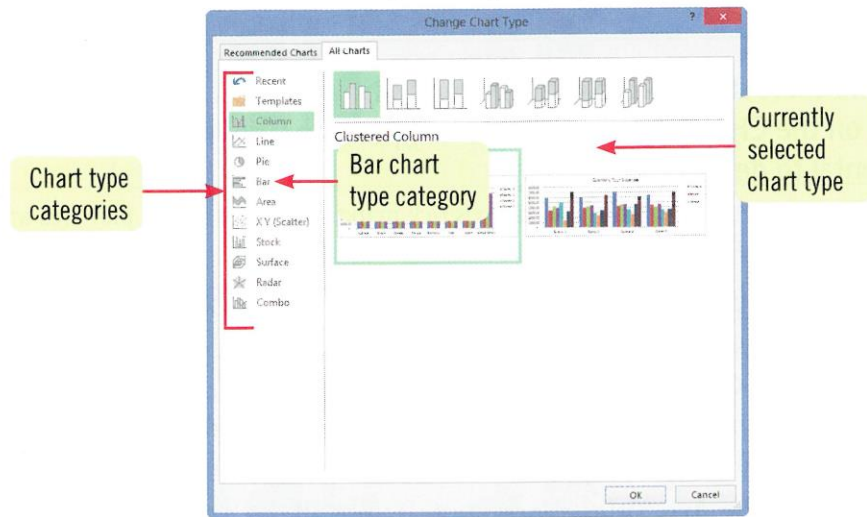 Change Chart Type
?
×
Recommended Charts
All Charts
Recent
Templates
Column
Line
Pie
Bar
Area
X Y (Scatter)
Stock
Surface
Radar
Combo
Clustered Column
Chart type
categories
Bar chart
type category
Currently
selected
chart type
OK
Cancel